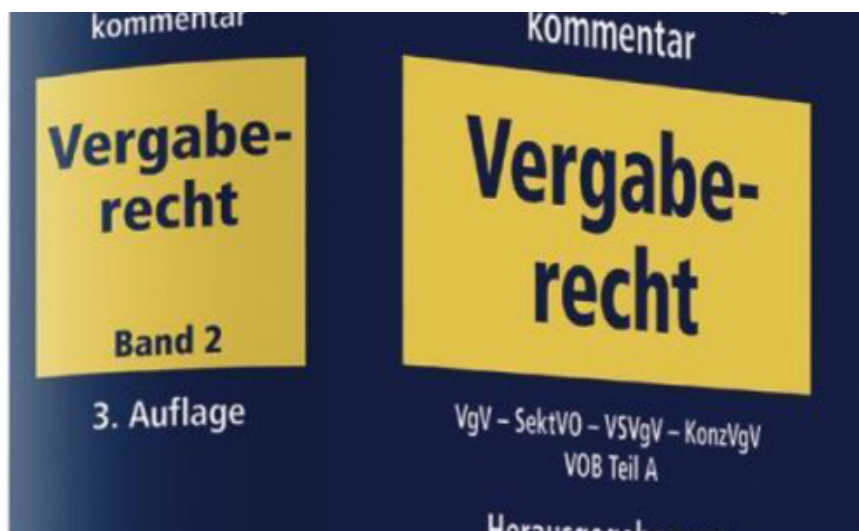 kommentar
Vergabe-
recht
Band 2
3. Auflage
kommentar
Vergabe-
recht
VgV – SektVO – VSVgV – KonzVgV
VOB Teil A